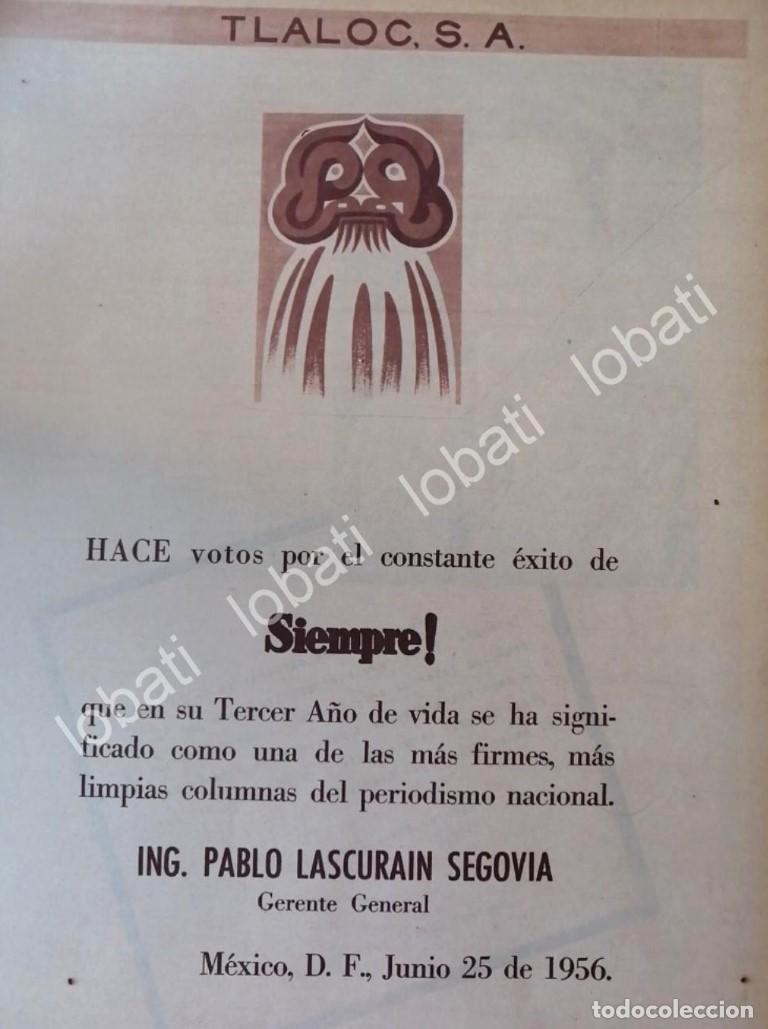 TLALOC, S. A.
HACE votos por el constante éxito de
Siempre!
que en su Tercer Año de vida se ha signi-
ficado como una de las más firmes, más
limpias columnas del periodismo nacional.
ING. PABLO LASCURAIN SEGOVIA
Gerente General
México, D. F., Junio 25 de 1956.
lobati lobati lobati lobati
todocoleccion